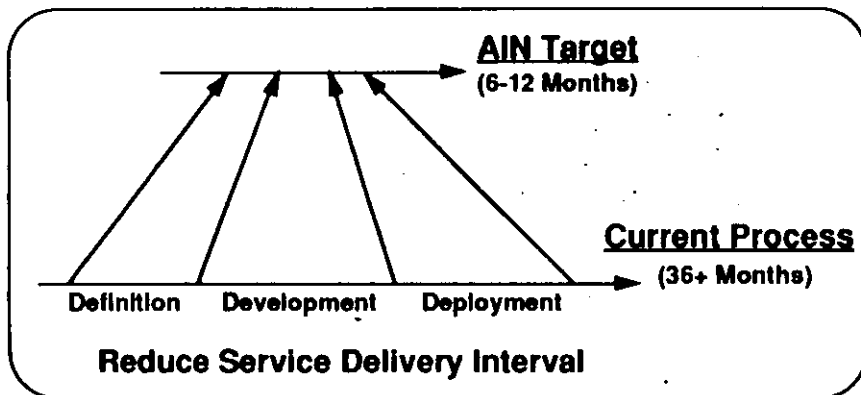 AIN Target
(6-12 Months)
Current Process
(36+ Months)
Definition Development Deployment
Reduce Service Delivery Interval